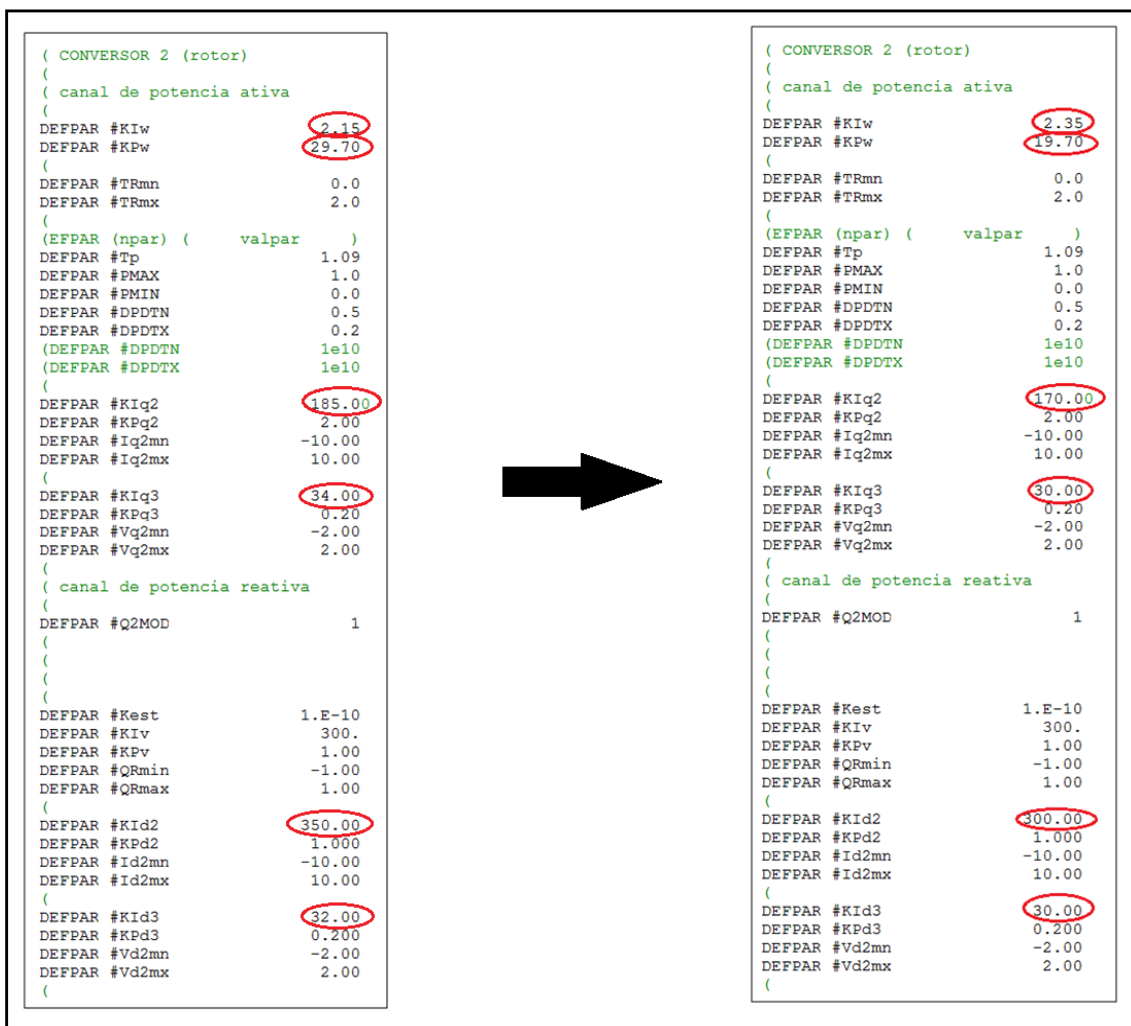 ( CONVERSOR 2 (rotor)
(
( canal de potencia ativa
(
DEFPAR #KIw 2.15
DEFPAR #KPw 29.70
(
DEFPAR #TRmn 0.0
DEFPAR #TRmx 2.0
(
(EFPAR (npar) ( valpar )
DEFPAR #Tp 1.09
DEFPAR #PMAX 1.0
DEFPAR #PMIN 0.0
DEFPAR #DPDTN 0.5
DEFPAR #DPDTX 0.2
(DEFPAR #DPDTN 1e10
(DEFPAR #DPDTX 1e10
(
DEFPAR #KIq2 185.00
DEFPAR #KPq2 2.00
DEFPAR #Iq2mn -10.00
DEFPAR #Iq2mx 10.00
(
DEFPAR #KIq3 34.00
DEFPAR #KPq3 0.20
DEFPAR #Vq2mn -2.00
DEFPAR #Vq2mx 2.00
(
( canal de potencia reativa
(
DEFPAR #Q2MOD 1
(
(
(
(
DEFPAR #Kest 1.E-10
DEFPAR #KIv 300.
DEFPAR #KPv 1.00
DEFPAR #QRmin -1.00
DEFPAR #QRmax 1.00
(
DEFPAR #KId2 350.00
DEFPAR #KPd2 1.000
DEFPAR #Id2mn -10.00
DEFPAR #Id2mx 10.00
(
DEFPAR #KId3 32.00
DEFPAR #KPd3 0.200
DEFPAR #Vd2mn -2.00
DEFPAR #Vd2mx 2.00
(
( CONVERSOR 2 (rotor)
(
( canal de potencia ativa
(
DEFPAR #KIw 2.35
DEFPAR #KPw 19.70
(
DEFPAR #TRmn 0.0
DEFPAR #TRmx 2.0
(
(EFPAR (npar) ( valpar )
DEFPAR #Tp 1.09
DEFPAR #PMAX 1.0
DEFPAR #PMIN 0.0
DEFPAR #DPDTN 0.5
DEFPAR #DPDTX 0.2
(DEFPAR #DPDTN 1e10
(DEFPAR #DPDTX 1e10
(
DEFPAR #KIq2 170.00
DEFPAR #KPq2 2.00
DEFPAR #Iq2mn -10.00
DEFPAR #Iq2mx 10.00
(
DEFPAR #KIq3 30.00
DEFPAR #KPq3 0.20
DEFPAR #Vq2mn -2.00
DEFPAR #Vq2mx 2.00
(
( canal de potencia reativa
(
DEFPAR #Q2MOD 1
(
(
(
(
DEFPAR #Kest 1.E-10
DEFPAR #KIv 300.
DEFPAR #KPv 1.00
DEFPAR #QRmin -1.00
DEFPAR #QRmax 1.00
(
DEFPAR #KId2 300.00
DEFPAR #KPd2 1.000
DEFPAR #Id2mn -10.00
DEFPAR #Id2mx 10.00
(
DEFPAR #KId3 30.00
DEFPAR #KPd3 0.200
DEFPAR #Vd2mn -2.00
DEFPAR #Vd2mx 2.00
(